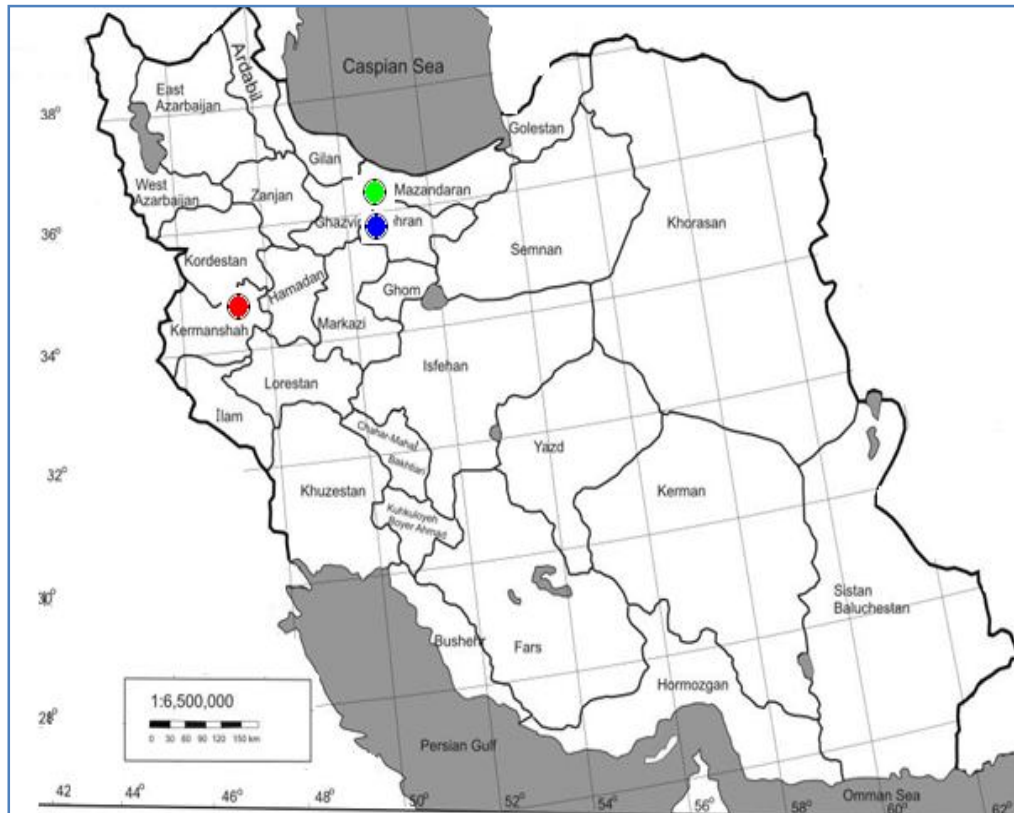 Caspian Sea
Ardabil
East
Azarbaijan
38°
Golestan
Gilan
West
Azarbaijan
Zanjan
Mazandaran
Khorasan
36°
Semnan
Kordestan
Hamadan
Ghom
Markazi
Kermanshah
34°
Isfehan
Lorestan
Ilam
Chahar-Mahal
Bakhtiari
Yazd
32°
Khuzestan
Kerman
Kuhkuloyeh
Boyer Ahmad
30°
Sistan
Baluchestan
Bushehr
Fars
Hormozgan
1:6,500,000
0 30 60 90 120 150 km
28°
Persian Gulf
Omman Sea
42 44° 46° 48° 50° 52° 54° 56° 58° 60° 62°